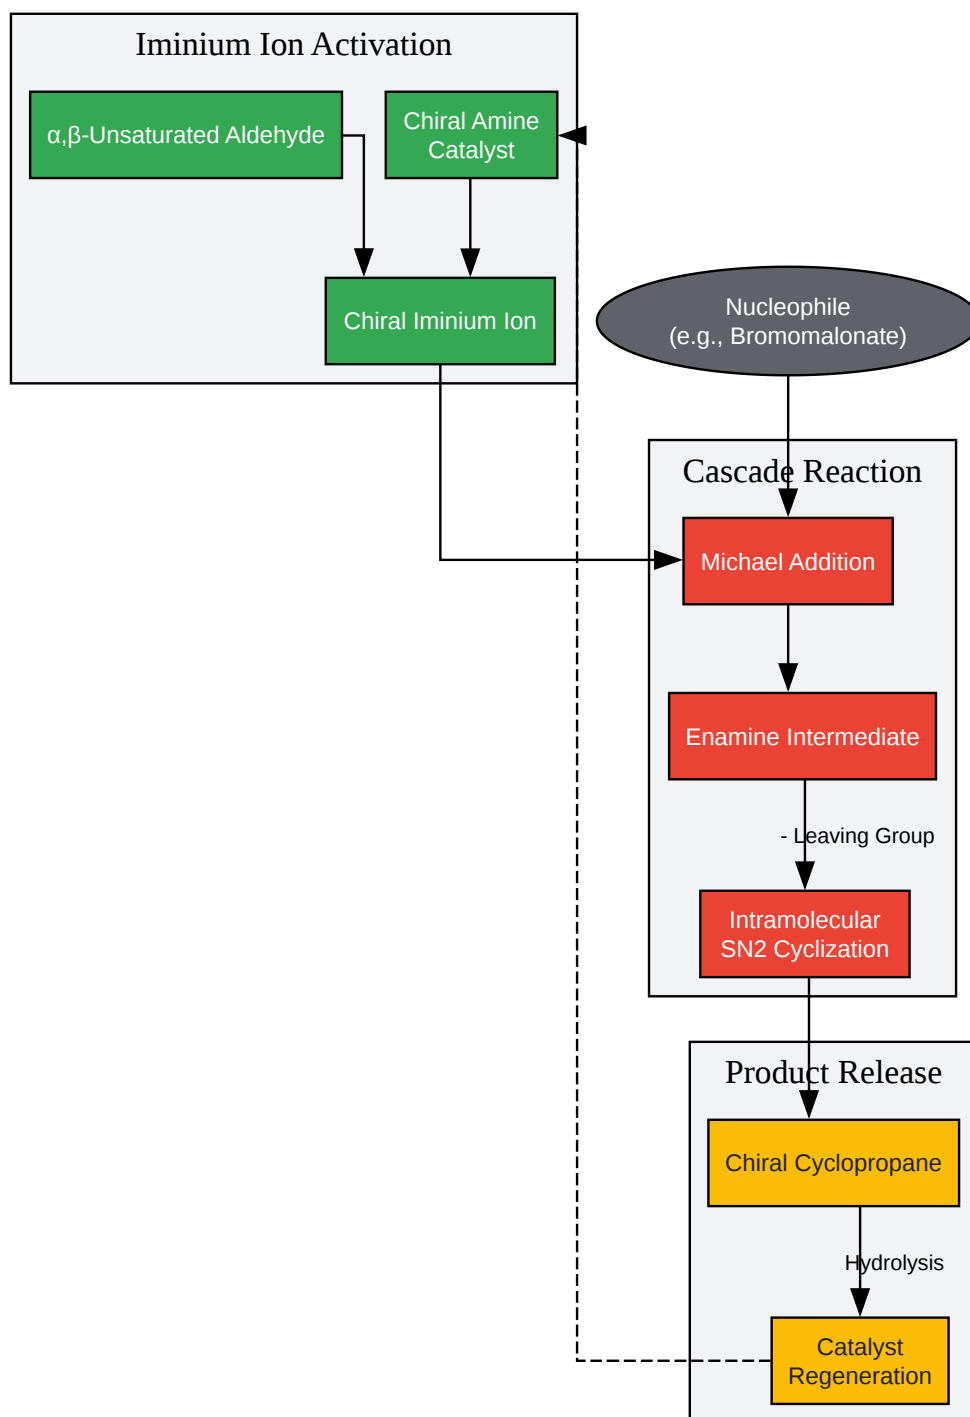 Iminium Ion Activation
α,β-Unsaturated Aldehyde
Chiral Amine
Catalyst
Chiral Iminium Ion
Nucleophile
(e.g., Bromomalonate)
Cascade Reaction
Michael Addition
Enamine Intermediate
- Leaving Group
Intramolecular
SN2 Cyclization
Product Release
Chiral Cyclopropane
Hydrolysis
Catalyst
Regeneration